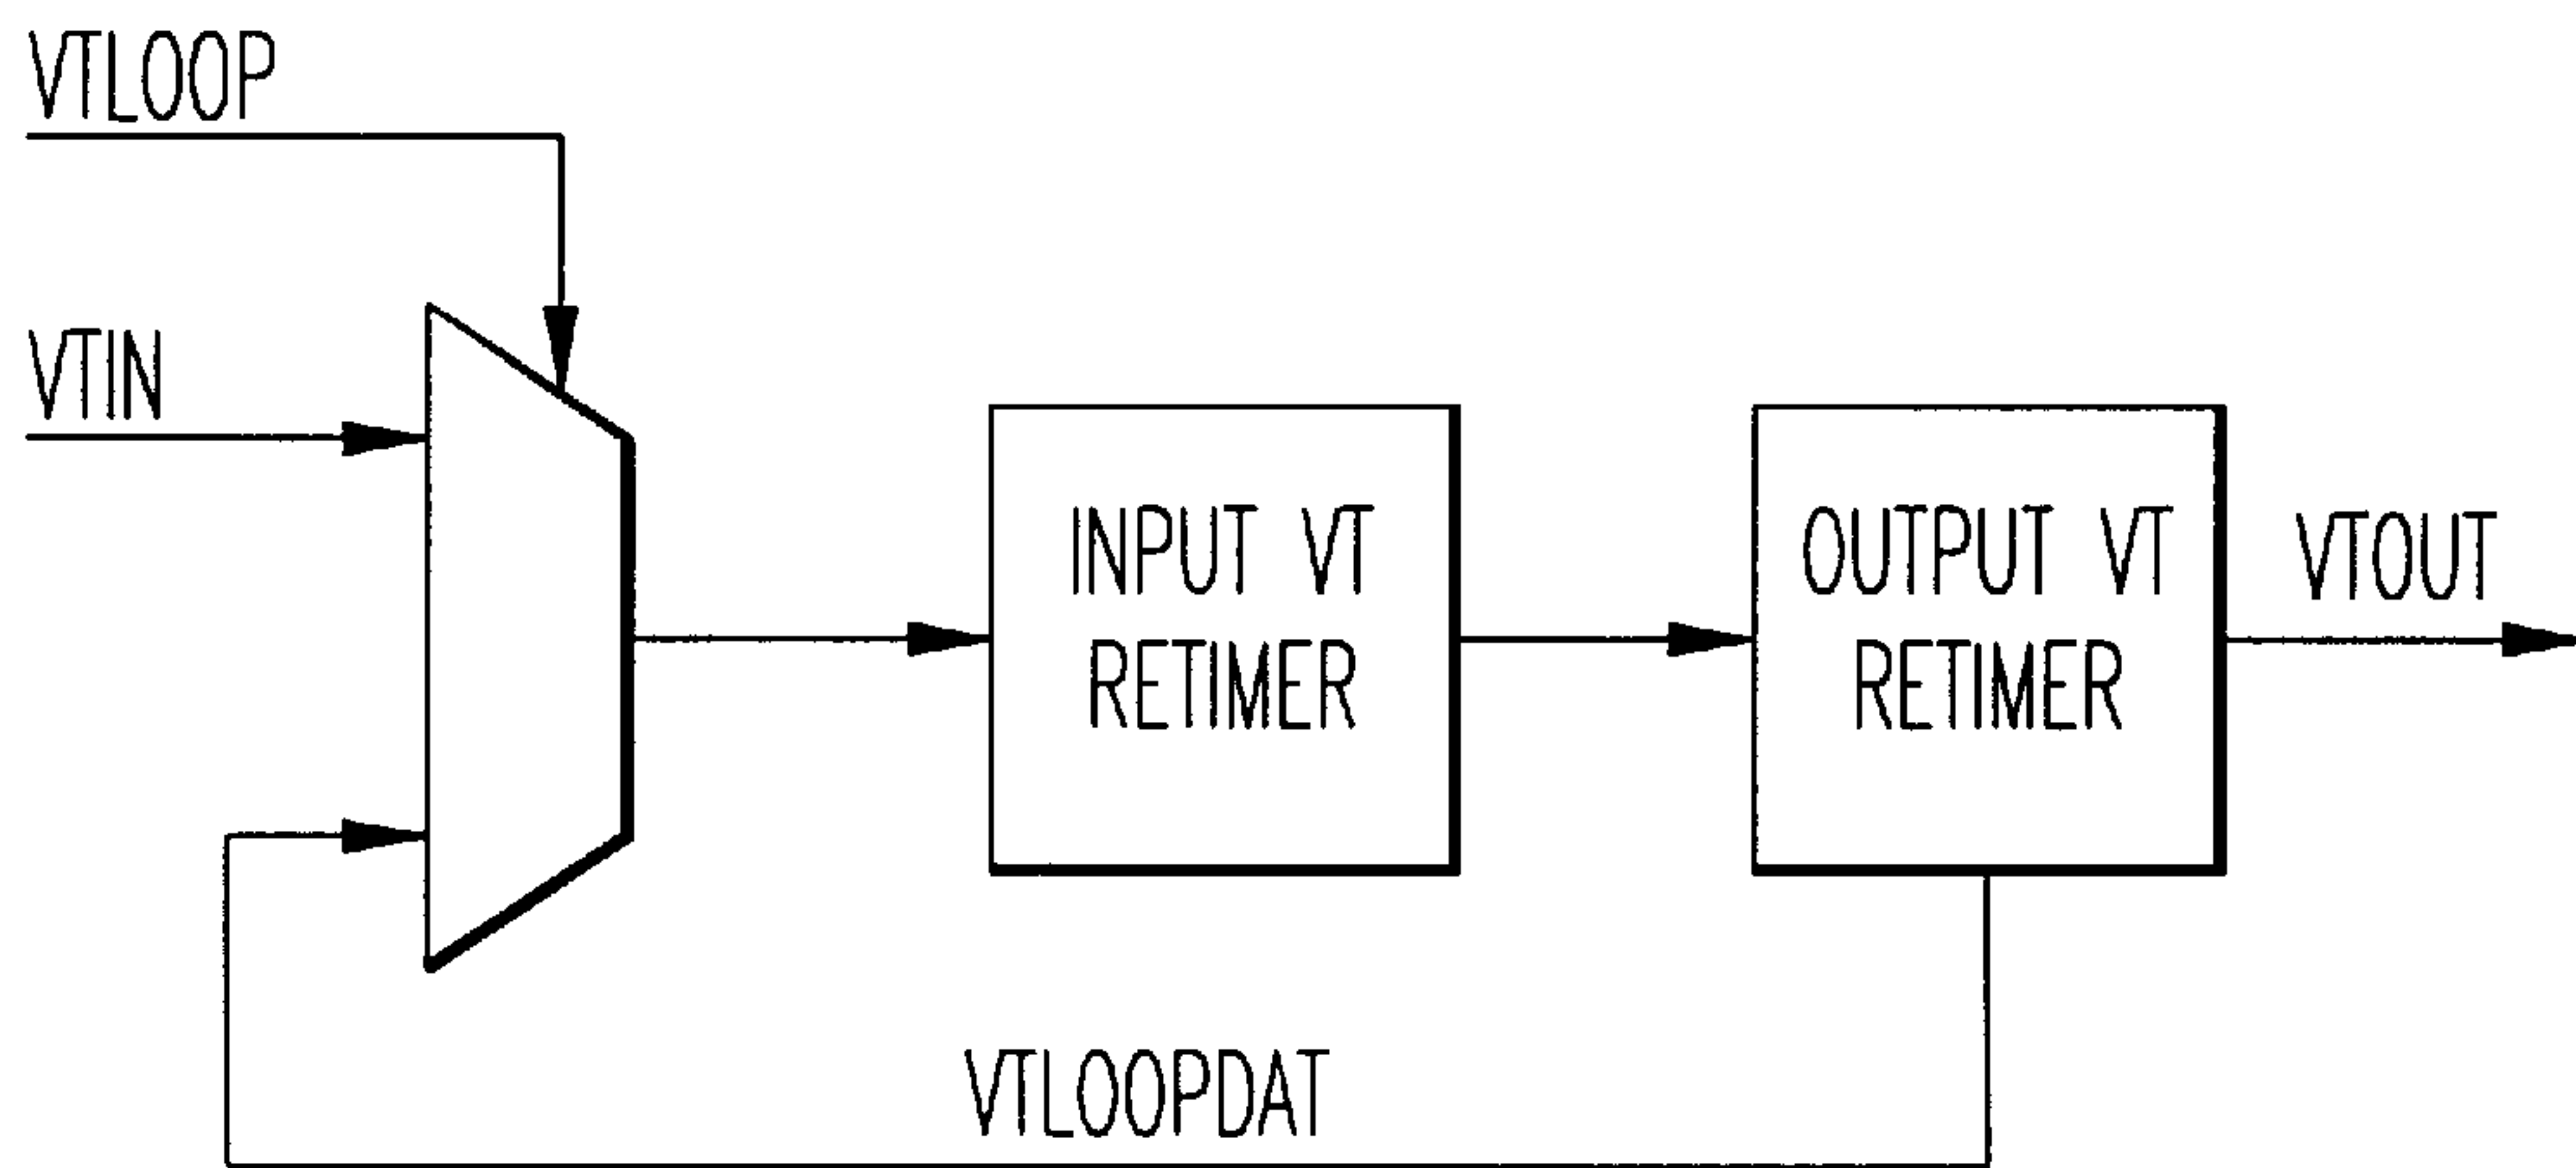 VTLOOP
VTIN
INPUT VT
RETIMER
OUTPUT VT
RETIMER
VTOUT
VTLOOPDAT